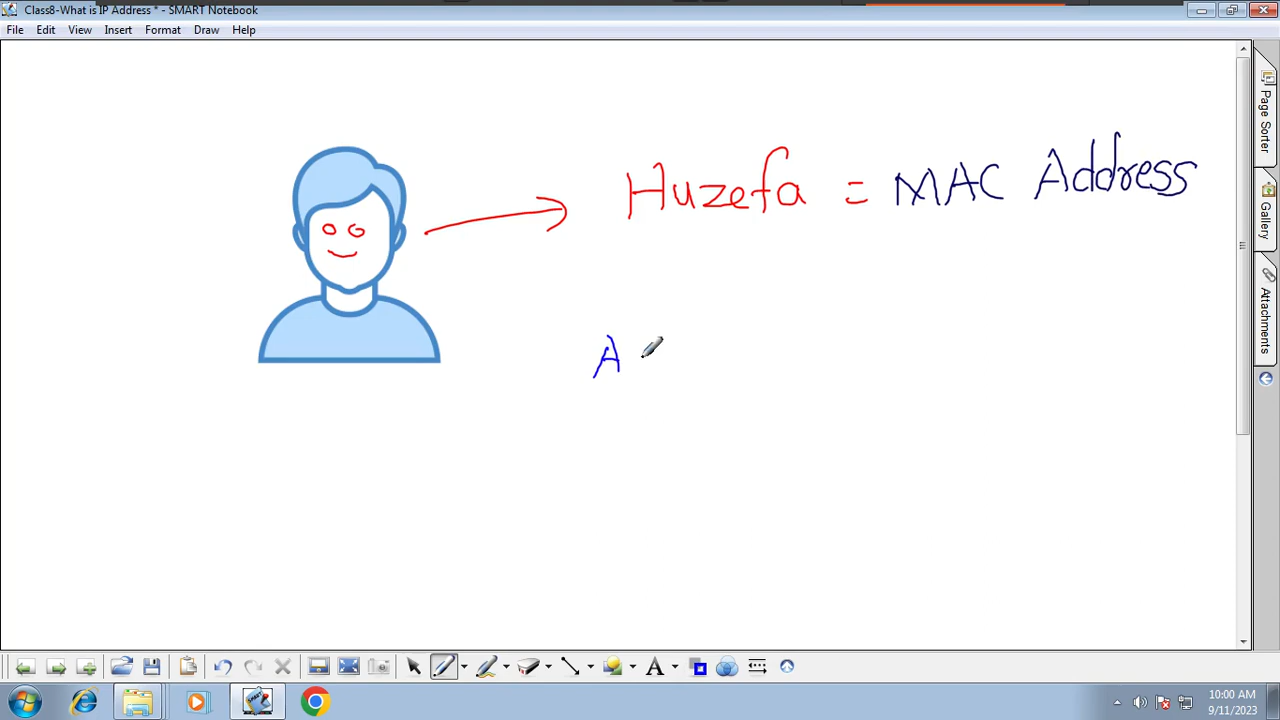 Class8-What is IP Address * - SMART Notebook
File Edit View Insert Format Draw Help
Huzefa = MAC Address
A
Page Sorter
Gallery
Attachments
10:00 AM
9/11/2023